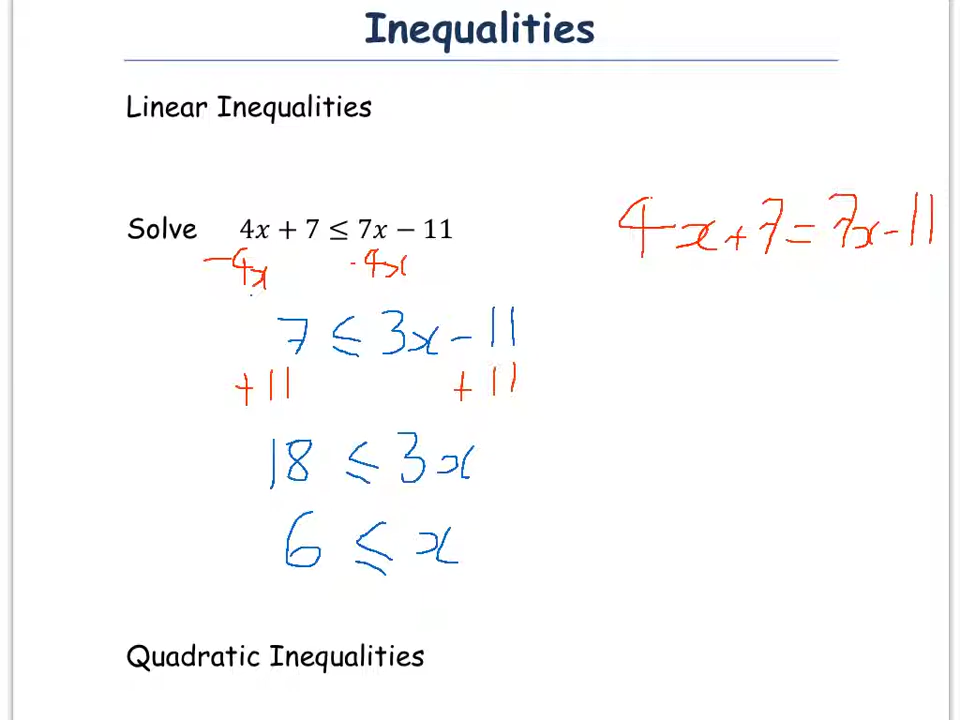 Inequalities
Linear Inequalities
Solve 4x + 7 ≤ 7x − 11
4x + 7 = 7x - 11
-4x -4x
7 ≤ 3x - 11
+11 +11
18 ≤ 3x
6 ≤ x
Quadratic Inequalities